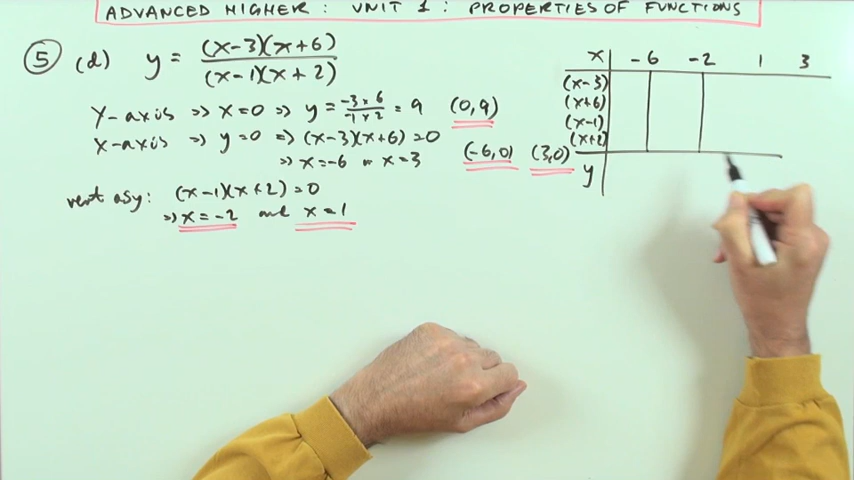 ADVANCED HIGHER : UNIT 1 : PROPERTIES OF FUNCTIONS
5 (d) y = (x-3)(x+6) / (x-1)(x+2)
Y-axis => x=0 => y = -3×6 / -1×2 = 9 (0,9)
x-axis => y=0 => (x-3)(x+6)=0
=> x=-6 or x=3 (-6,0) (3,0)
vert asy: (x-1)(x+2)=0
=> x=-2 and x=1
x -6 -2 1 3
(x-3)
(x+6)
(x-1)
(x+2)
y